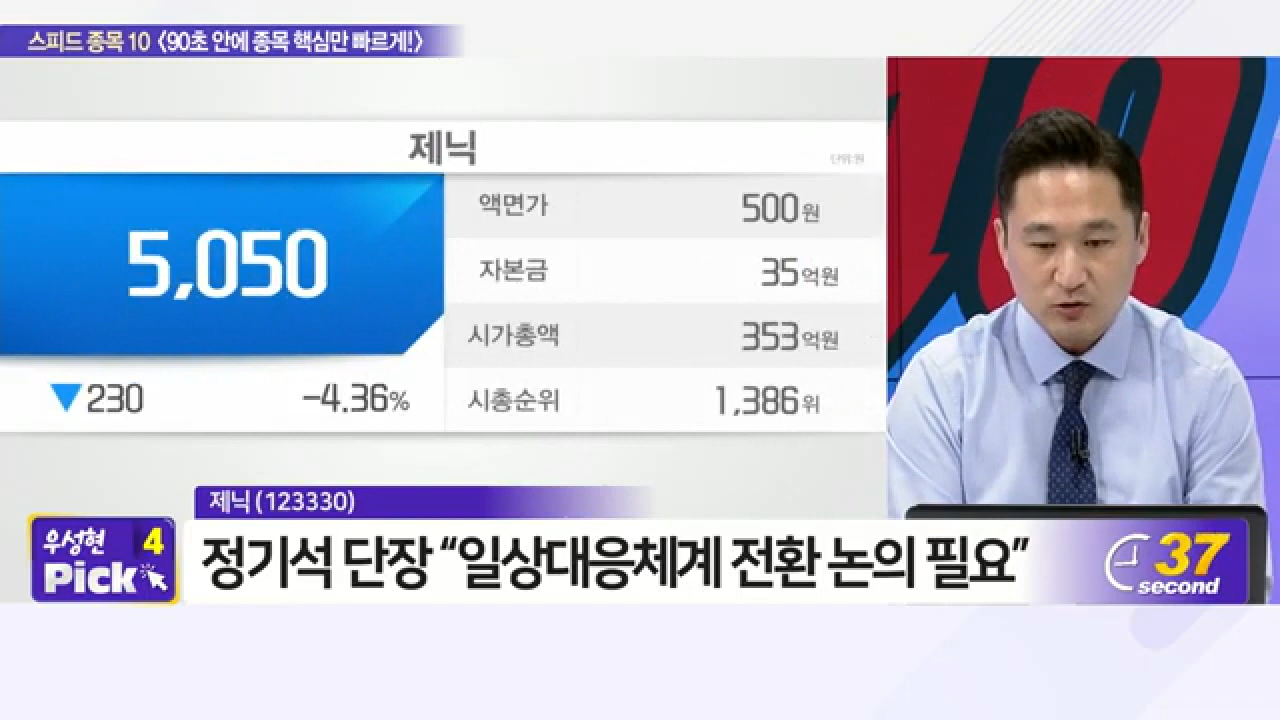 스피드 종목 10 〈90초 안에 종목 핵심만 빠르게!〉
제닉
단위:원
5,050
▼230 -4.36%
액면가 500원
자본금 35억원
시가총액 353억원
시총순위 1,386위
제닉 (123330)
우성현 4
Pick
정기석 단장 “일상대응체계 전환 논의 필요”
37
second